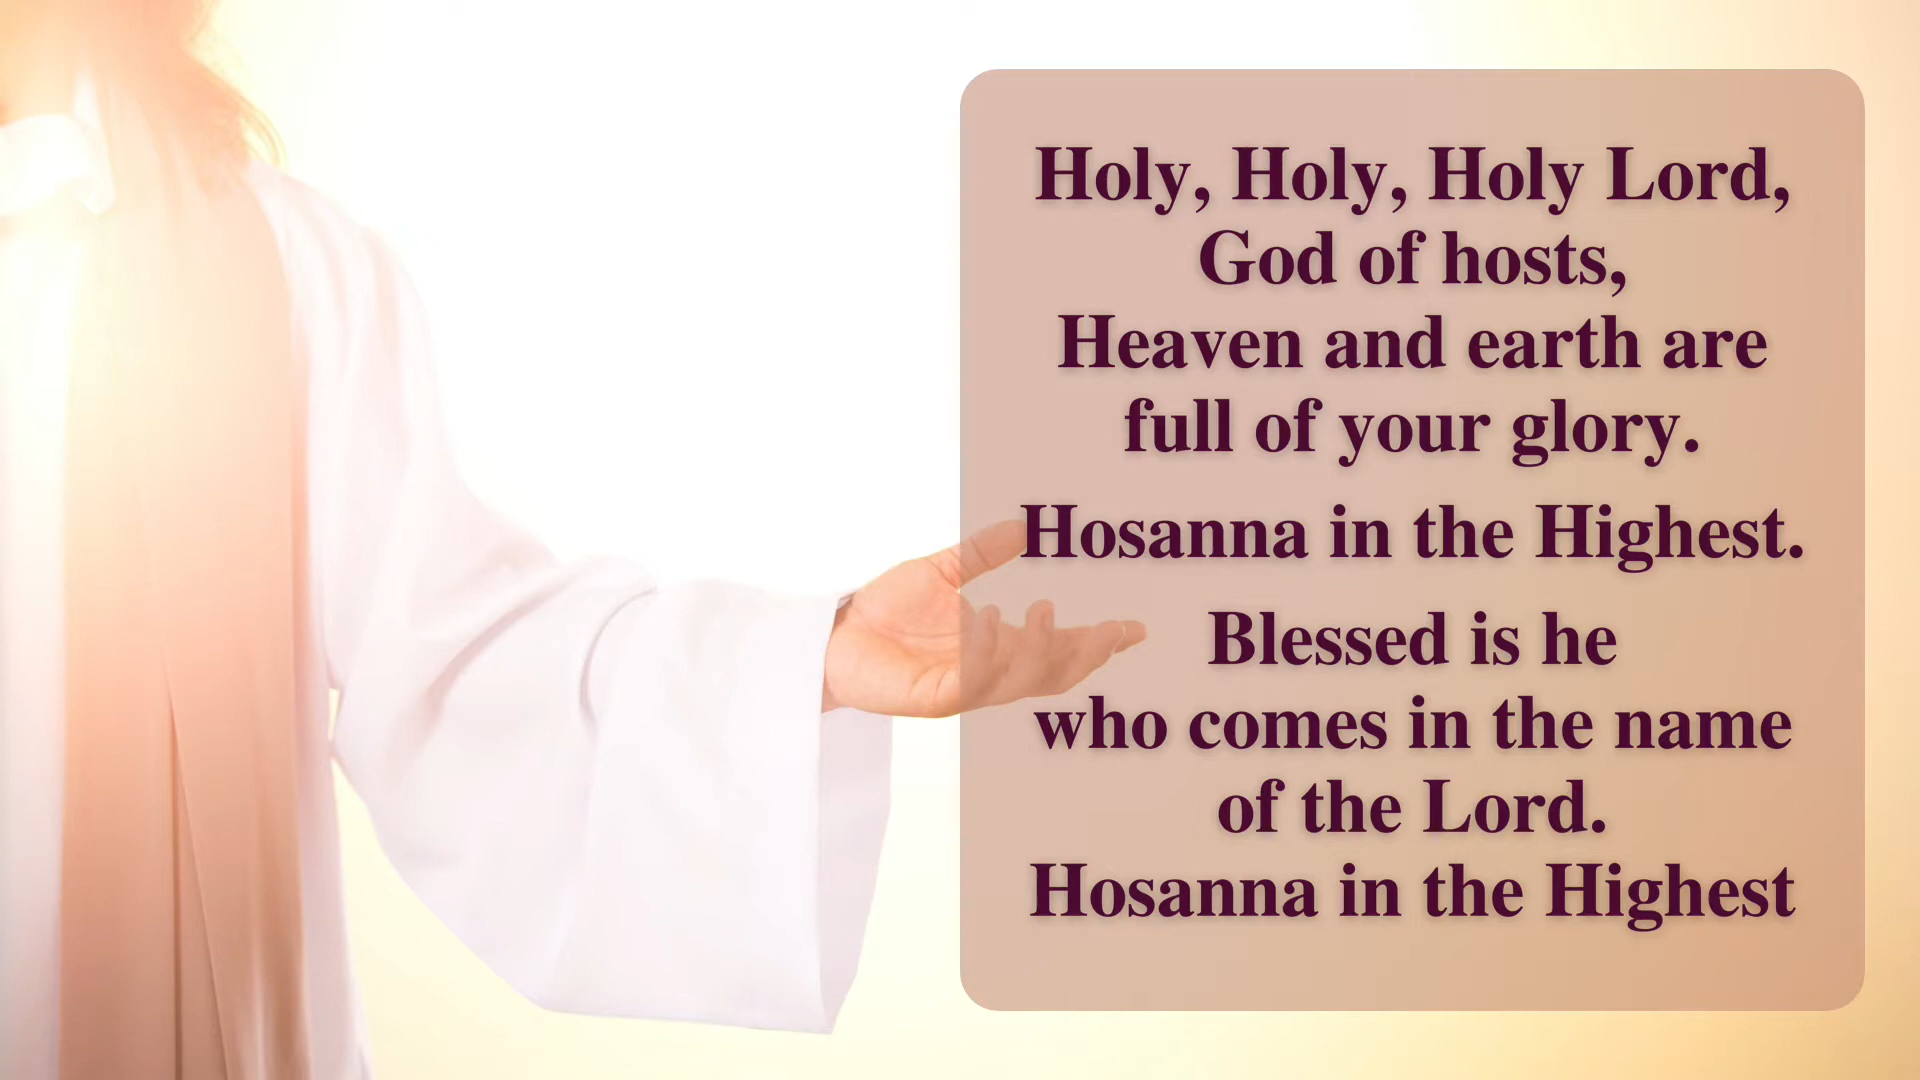 Holy, Holy, Holy Lord,
God of hosts,
Heaven and earth are
full of your glory.
Hosanna in the Highest.
Blessed is he
who comes in the name
of the Lord.
Hosanna in the Highest